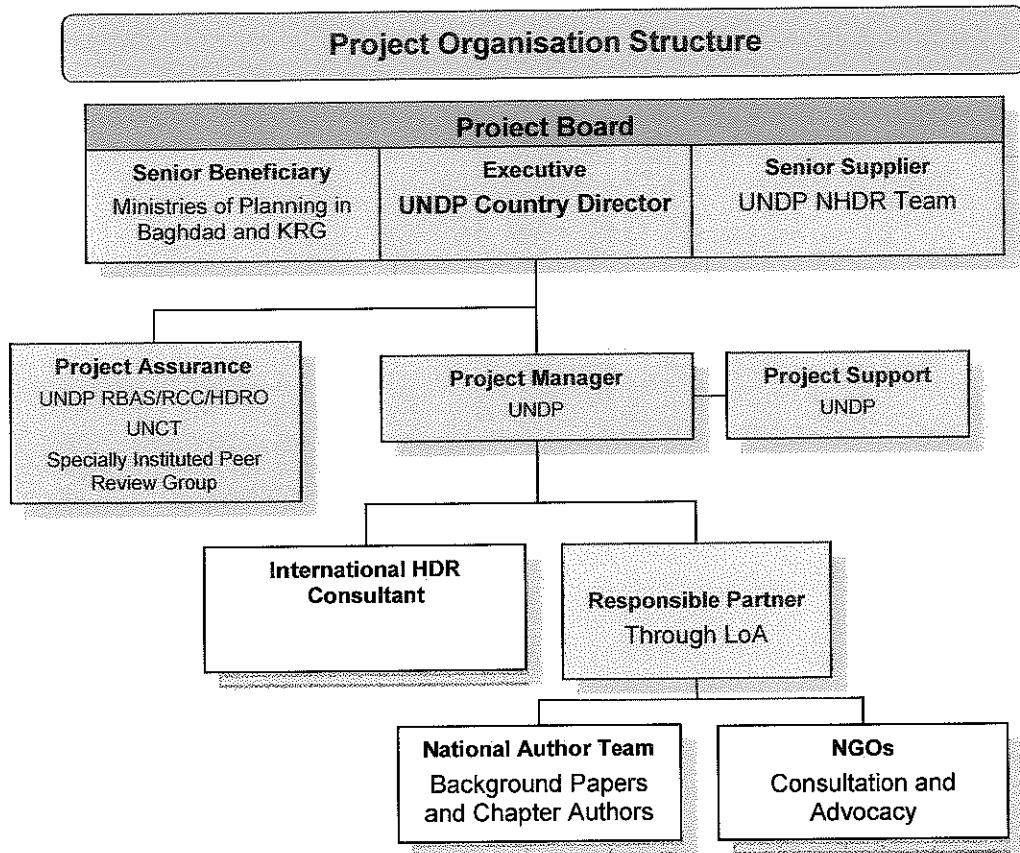 Project Organisation Structure
Project Board
Senior Beneficiary
Ministries of Planning in
Baghdad and KRG
Executive
UNDP Country Director
Senior Supplier
UNDP NHDR Team
Project Assurance
UNDP RBAS/RCC/HDRO
UNCT
Specially Instituted Peer
Review Group
Project Manager
UNDP
Project Support
UNDP
International HDR
Consultant
Responsible Partner
Through LoA
National Author Team
Background Papers
and Chapter Authors
NGOs
Consultation and
Advocacy